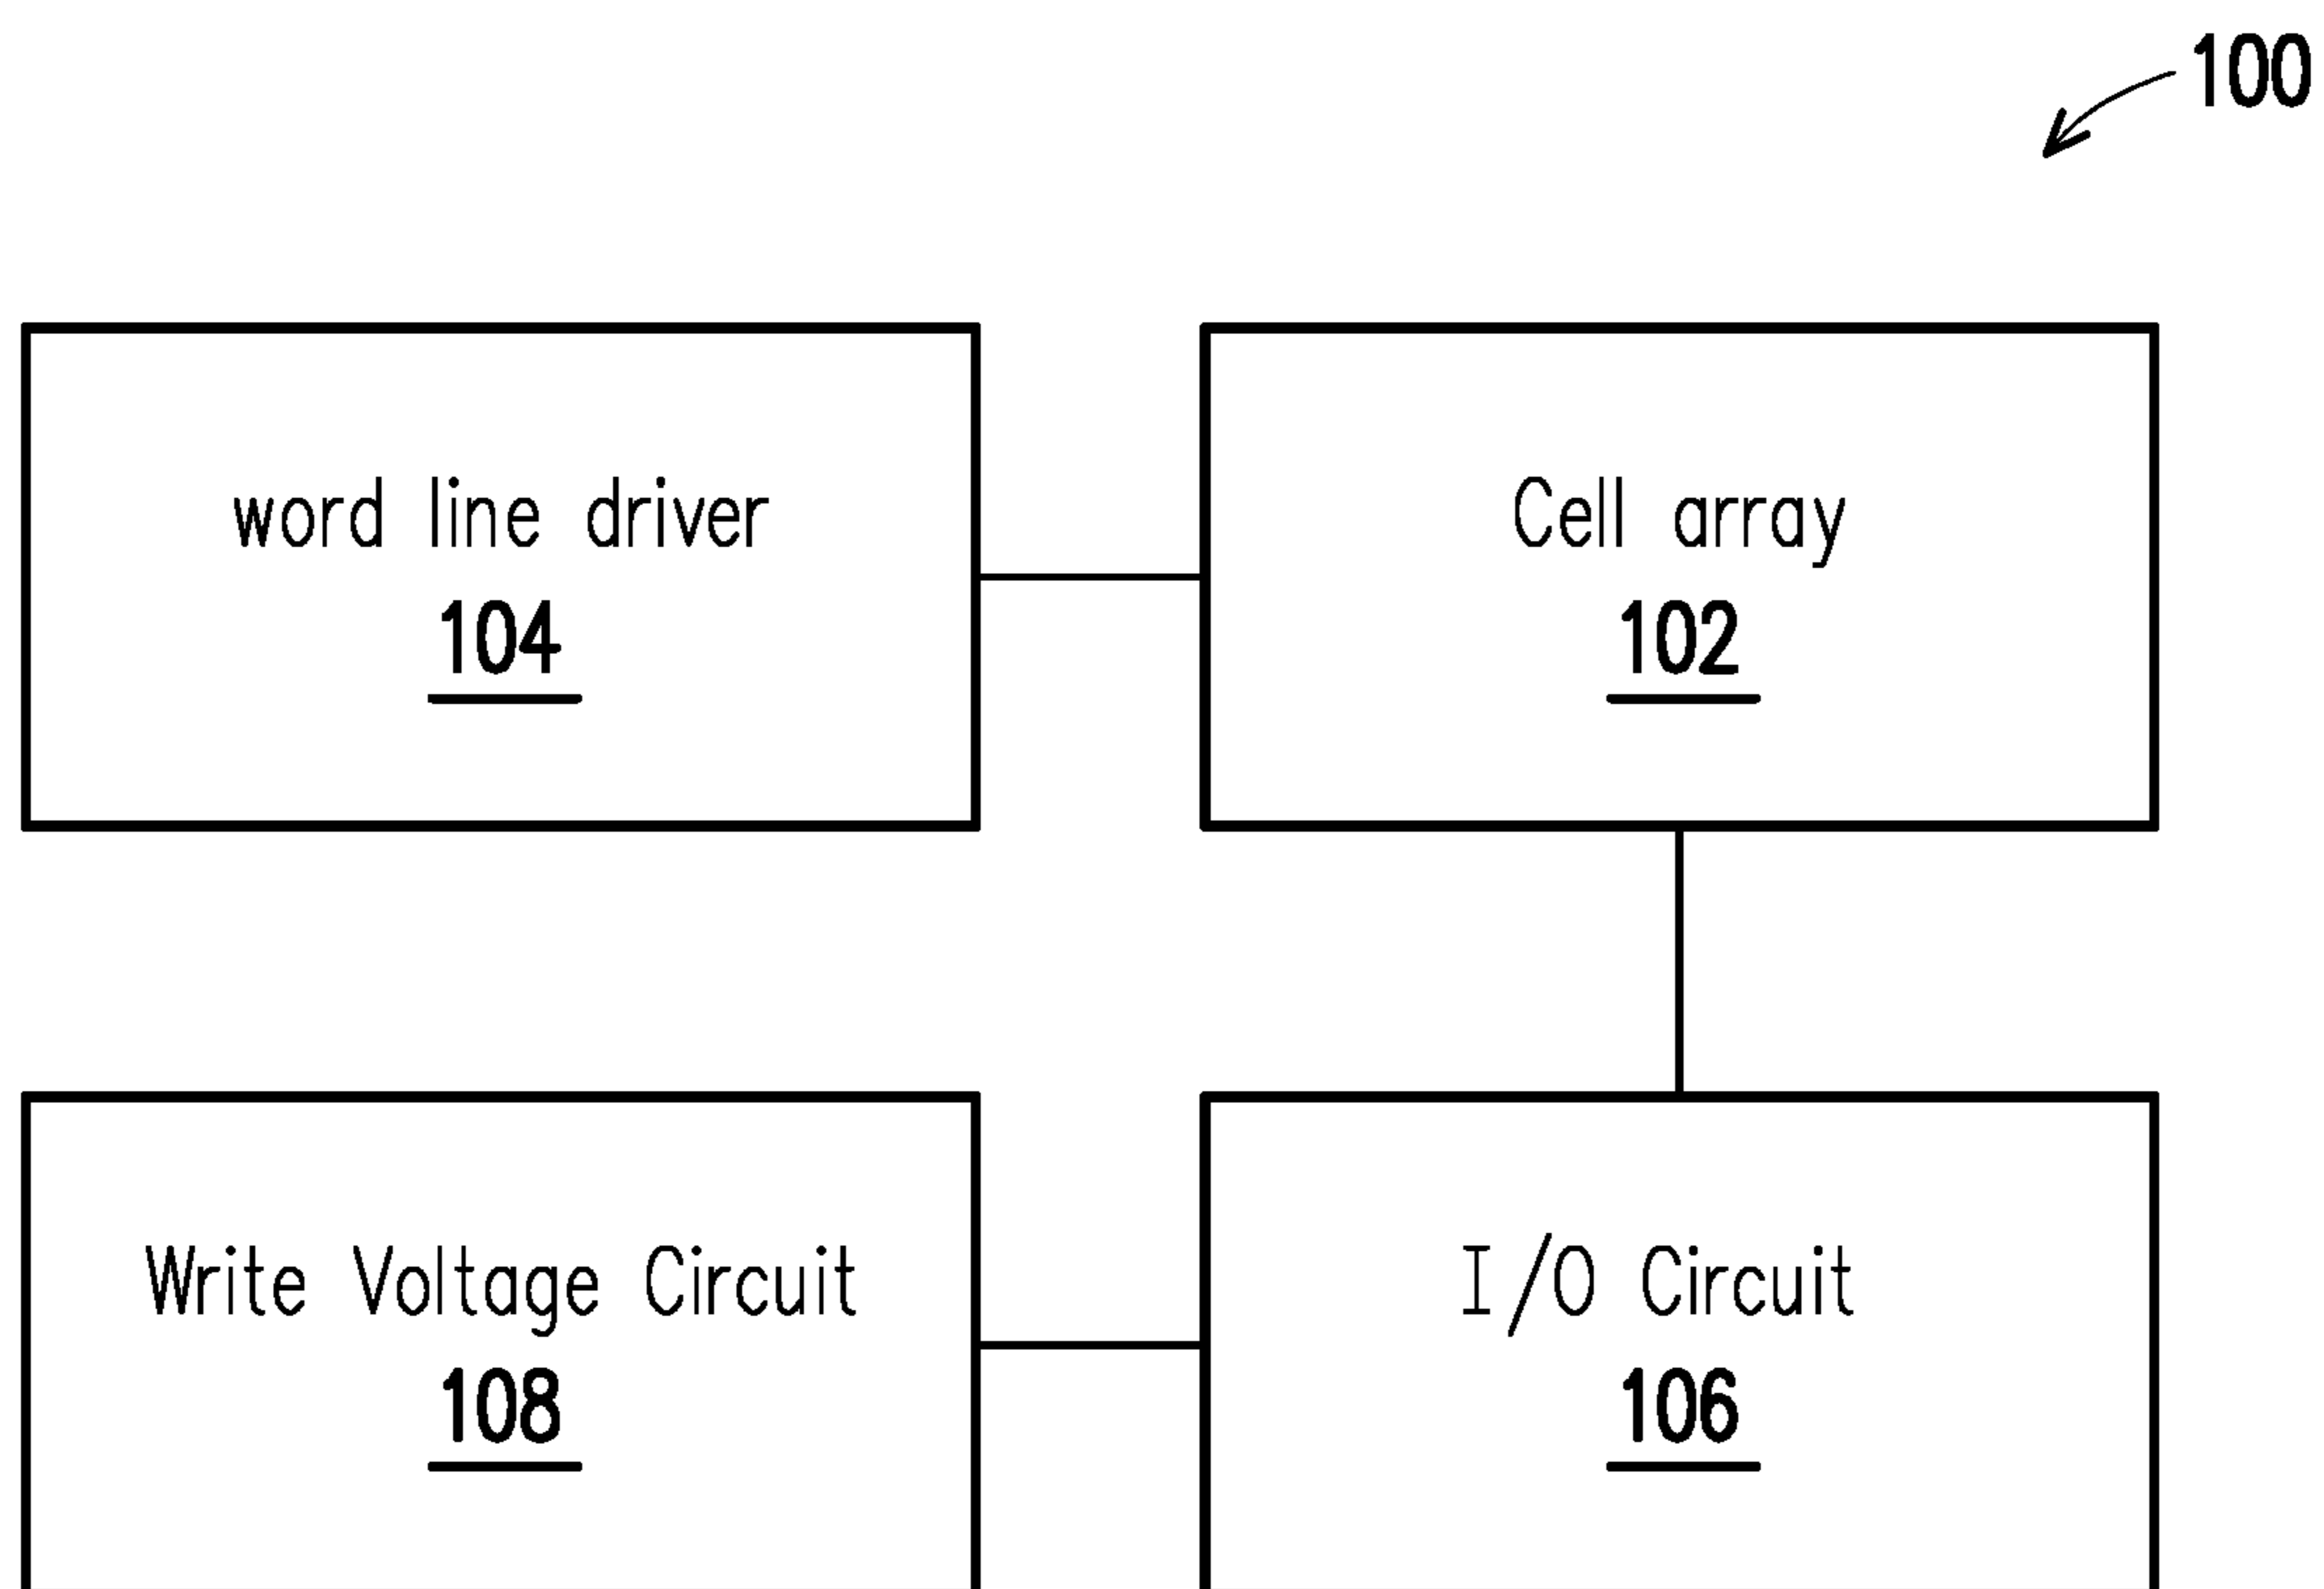 100
word line driver
104
Cell array
102
Write Voltage Circuit
108
I/O Circuit
106